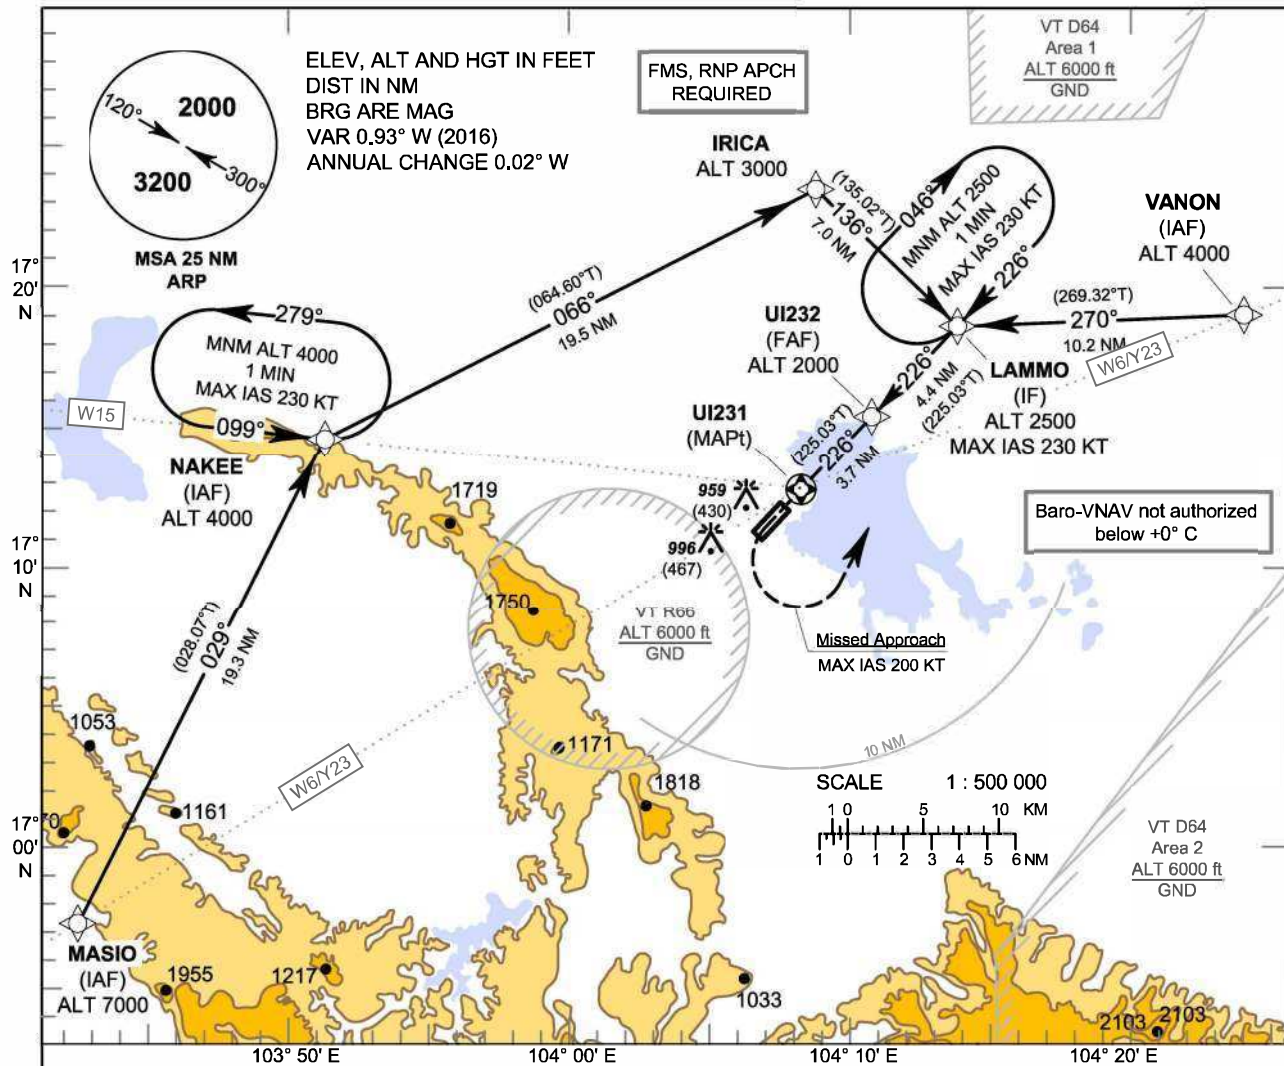 ELEV, ALT AND HGT IN FEET
DIST IN NM
BRG ARE MAG
VAR 0.93° W (2016)
ANNUAL CHANGE 0.02° W
120°
2000
3200
300°
MSA 25 NM
ARP
FMS, RNP APCH
REQUIRED
VT D64
Area 1
ALT 6000 ft
GND
IRICA
ALT 3000
(135.02°T)
136°
7.0 NM
046°
MNM ALT 2500
1 MIN
MAX IAS 230 KT
226°
VANON
(IAF)
ALT 4000
(269.32°T)
270°
10.2 NM
W6/Y23
17°
20'
N
(064.60°T)
066°
19.5 NM
279°
MNM ALT 4000
1 MIN
MAX IAS 230 KT
099°
W15
NAKEE
(IAF)
ALT 4000
UI232
(FAF)
ALT 2000
226°
4.4 NM
(225.03°T)
LAMMO
(IF)
ALT 2500
MAX IAS 230 KT
UI231
(MAPt)
(225.03°T)
226°
3.7 NM
959
(430)
996
(467)
1719
Baro-VNAV not authorized
below +0° C
17°
10'
N
1750
VT R66
ALT 6000 ft
GND
Missed Approach
MAX IAS 200 KT
(028.07°T)
029°
19.3 NM
1053
1161
W6/Y23
1171
1818
10 NM
SCALE 1 : 500 000
1 0 5 10 KM
1 0 1 2 3 4 5 6 NM
70
17°
00'
N
VT D64
Area 2
ALT 6000 ft
GND
MASIO
(IAF)
ALT 7000
1955
1217
1033
2103
2103
103° 50' E
104° 00' E
104° 10' E
104° 20' E